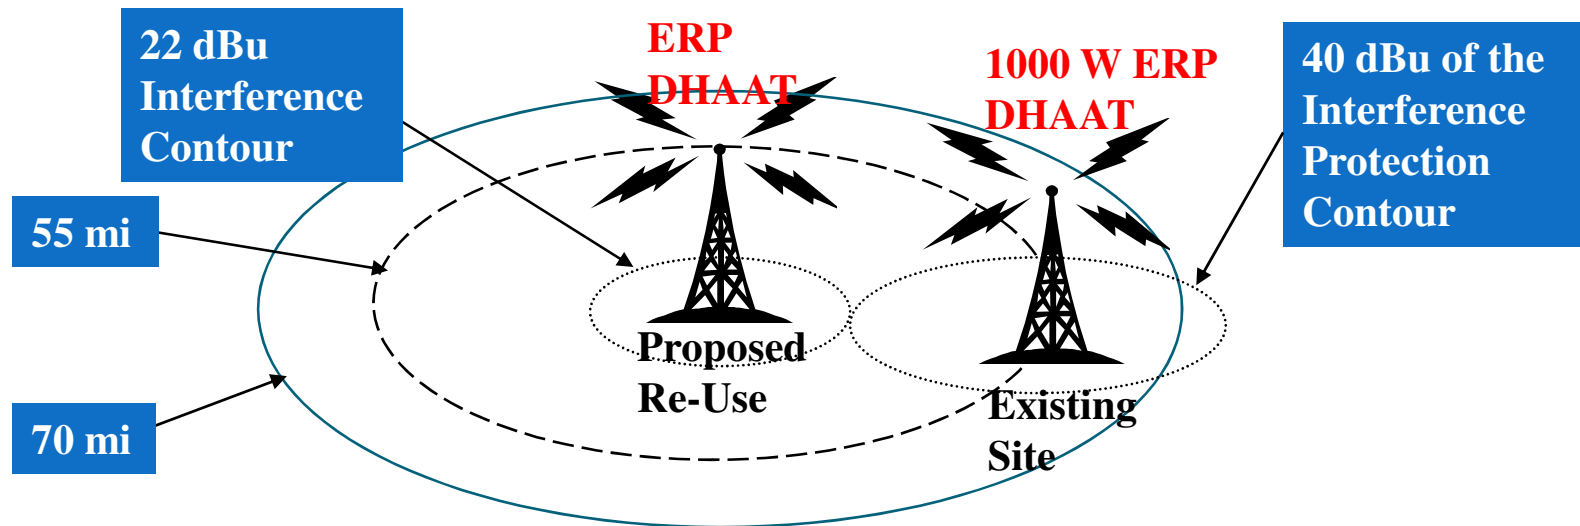 22 dBu
Interference
Contour
ERP
DHAAT
1000 W ERP
DHAAT
40 dBu of the
Interference
Protection
Contour
55 mi
70 mi
Proposed
Re-Use
Existing
Site